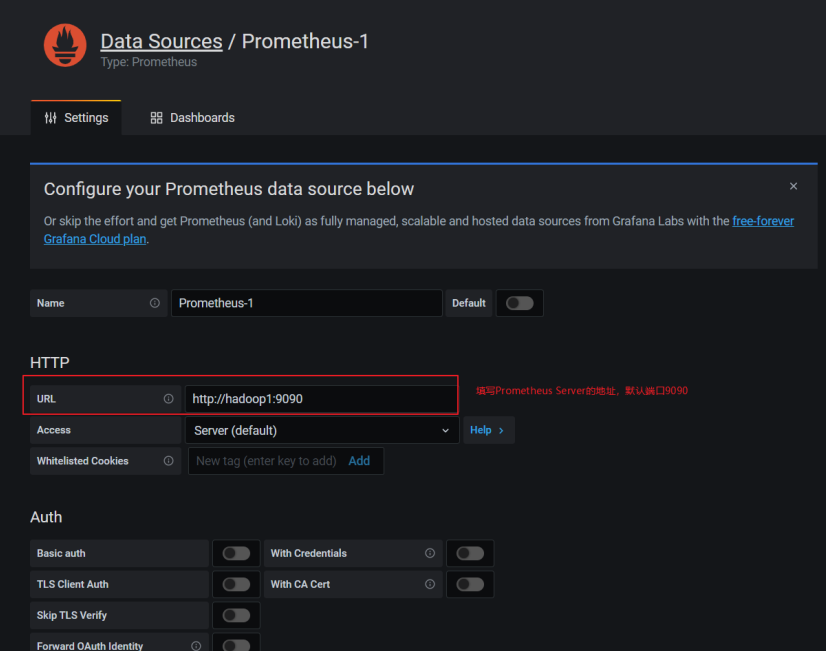 Data Sources / Prometheus-1
Type: Prometheus
Settings
Dashboards
Configure your Prometheus data source below
Or skip the effort and get Prometheus (and Loki) as fully managed, scalable and hosted data sources from Grafana Labs with the free-forever
Grafana Cloud plan.
Name
Prometheus-1
Default
HTTP
URL
http://hadoop1:9090
填写Prometheus Server的地址，默认端口9090
Access
Server (default)
Help
Whitelisted Cookies
New tag (enter key to add)
Add
Auth
Basic auth
With Credentials
TLS Client Auth
With CA Cert
Skip TLS Verify
Forward OAuth Identity